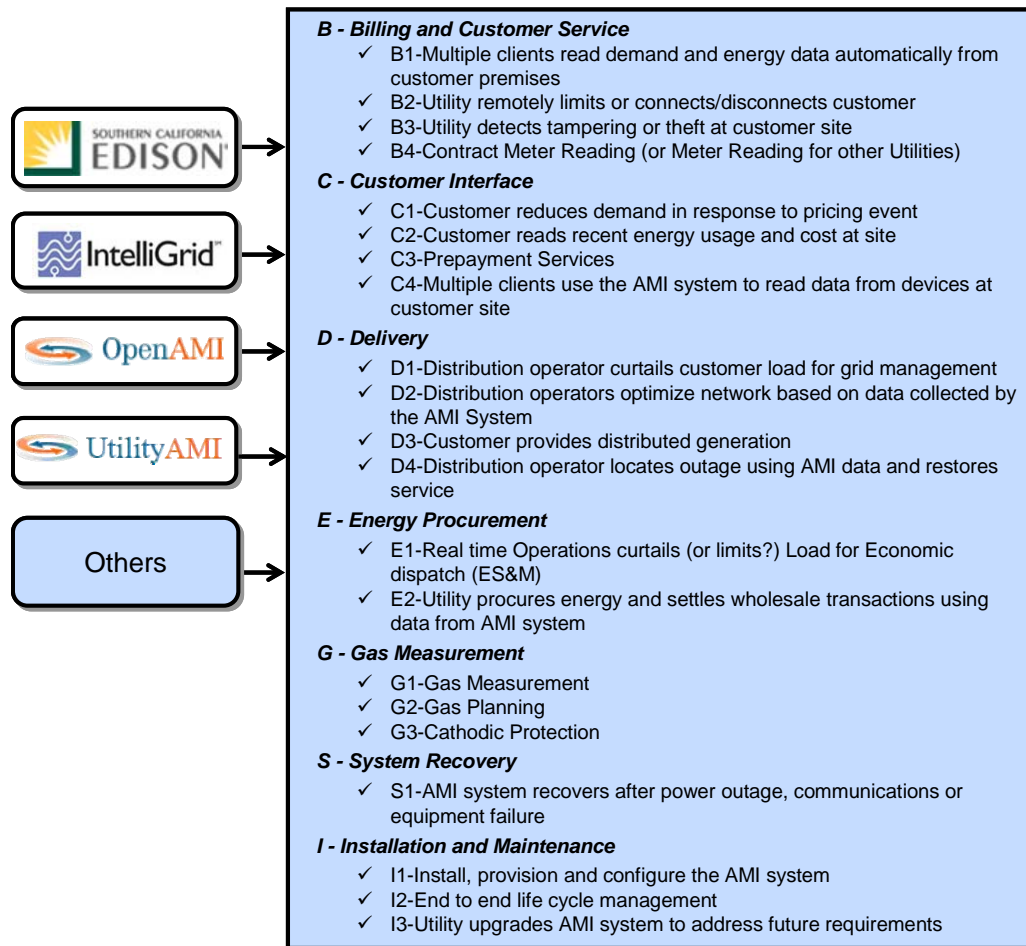 SOUTHERN CALIFORNIA
EDISON®
IntelliGrid℠
OpenAMI
UtilityAMI
Others
B - Billing and Customer Service
✓ B1-Multiple clients read demand and energy data automatically from
customer premises
✓ B2-Utility remotely limits or connects/disconnects customer
✓ B3-Utility detects tampering or theft at customer site
✓ B4-Contract Meter Reading (or Meter Reading for other Utilities)
C - Customer Interface
✓ C1-Customer reduces demand in response to pricing event
✓ C2-Customer reads recent energy usage and cost at site
✓ C3-Prepayment Services
✓ C4-Multiple clients use the AMI system to read data from devices at
customer site
D - Delivery
✓ D1-Distribution operator curtails customer load for grid management
✓ D2-Distribution operators optimize network based on data collected by
the AMI System
✓ D3-Customer provides distributed generation
✓ D4-Distribution operator locates outage using AMI data and restores
service
E - Energy Procurement
✓ E1-Real time Operations curtails (or limits?) Load for Economic
dispatch (ES&M)
✓ E2-Utility procures energy and settles wholesale transactions using
data from AMI system
G - Gas Measurement
✓ G1-Gas Measurement
✓ G2-Gas Planning
✓ G3-Cathodic Protection
S - System Recovery
✓ S1-AMI system recovers after power outage, communications or
equipment failure
I - Installation and Maintenance
✓ I1-Install, provision and configure the AMI system
✓ I2-End to end life cycle management
✓ I3-Utility upgrades AMI system to address future requirements